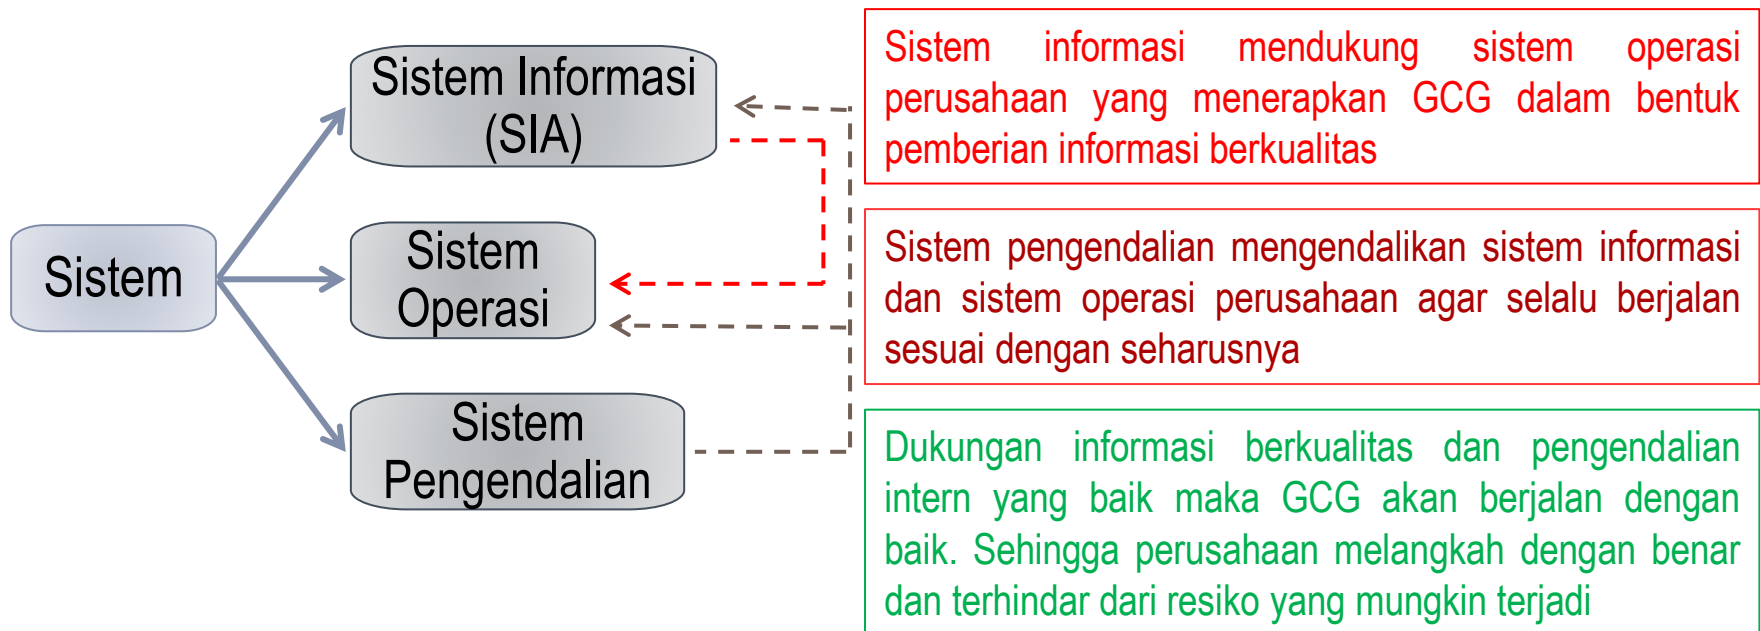 Sistem
Sistem Informasi
(SIA)
Sistem
Operasi
Sistem
Pengendalian
Sistem informasi mendukung sistem operasi
perusahaan yang menerapkan GCG dalam bentuk
pemberian informasi berkualitas
Sistem pengendalian mengendalikan sistem informasi
dan sistem operasi perusahaan agar selalu berjalan
sesuai dengan seharusnya
Dukungan informasi berkualitas dan pengendalian
intern yang baik maka GCG akan berjalan dengan
baik. Sehingga perusahaan melangkah dengan benar
dan terhindar dari resiko yang mungkin terjadi